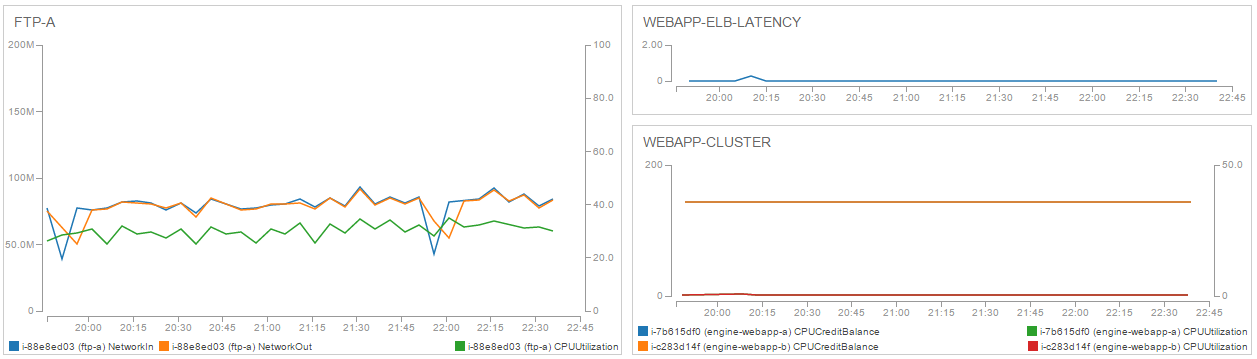 FTP-A
200M
150M
100M
50.0M
0
100
80.0
60.0
40.0
20.0
0
20:00 20:15 20:30 20:45 21:00 21:15 21:30 21:45 22:00 22:15 22:30 22:45
i-88e8ed03 (ftp-a) NetworkIn i-88e8ed03 (ftp-a) NetworkOut i-88e8ed03 (ftp-a) CPUUtilization
WEBAPP-ELB-LATENCY
2.00
0
20:00 20:15 20:30 20:45 21:00 21:15 21:30 21:45 22:00 22:15 22:30 22:45
WEBAPP-CLUSTER
200
0
50.0
0
20:00 20:15 20:30 20:45 21:00 21:15 21:30 21:45 22:00 22:15 22:30 22:45
i-7b615df0 (engine-webapp-a) CPUCreditBalance i-7b615df0 (engine-webapp-a) CPUUtilization
i-c283d14f (engine-webapp-b) CPUCreditBalance i-c283d14f (engine-webapp-b) CPUUtilization